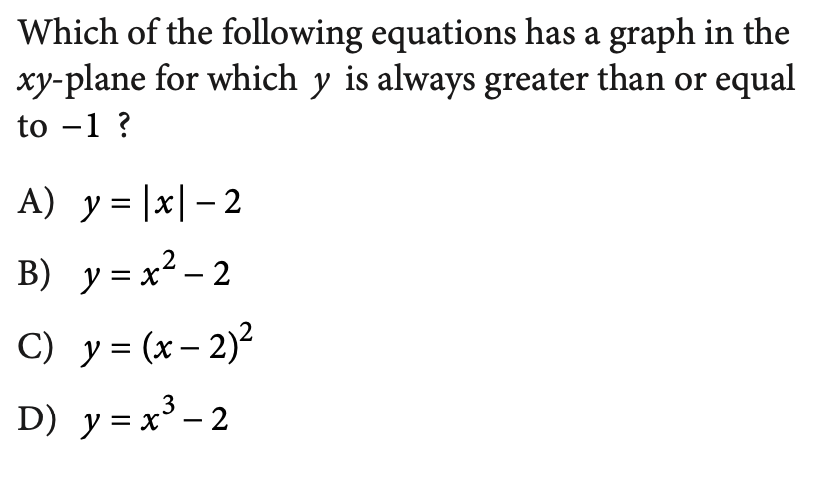 Which of the following equations has a graph in the
xy-plane for which y is always greater than or equal
to −1 ?
A) y = |x| − 2
B) y = x² − 2
C) y = (x − 2)²
D) y = x³ − 2